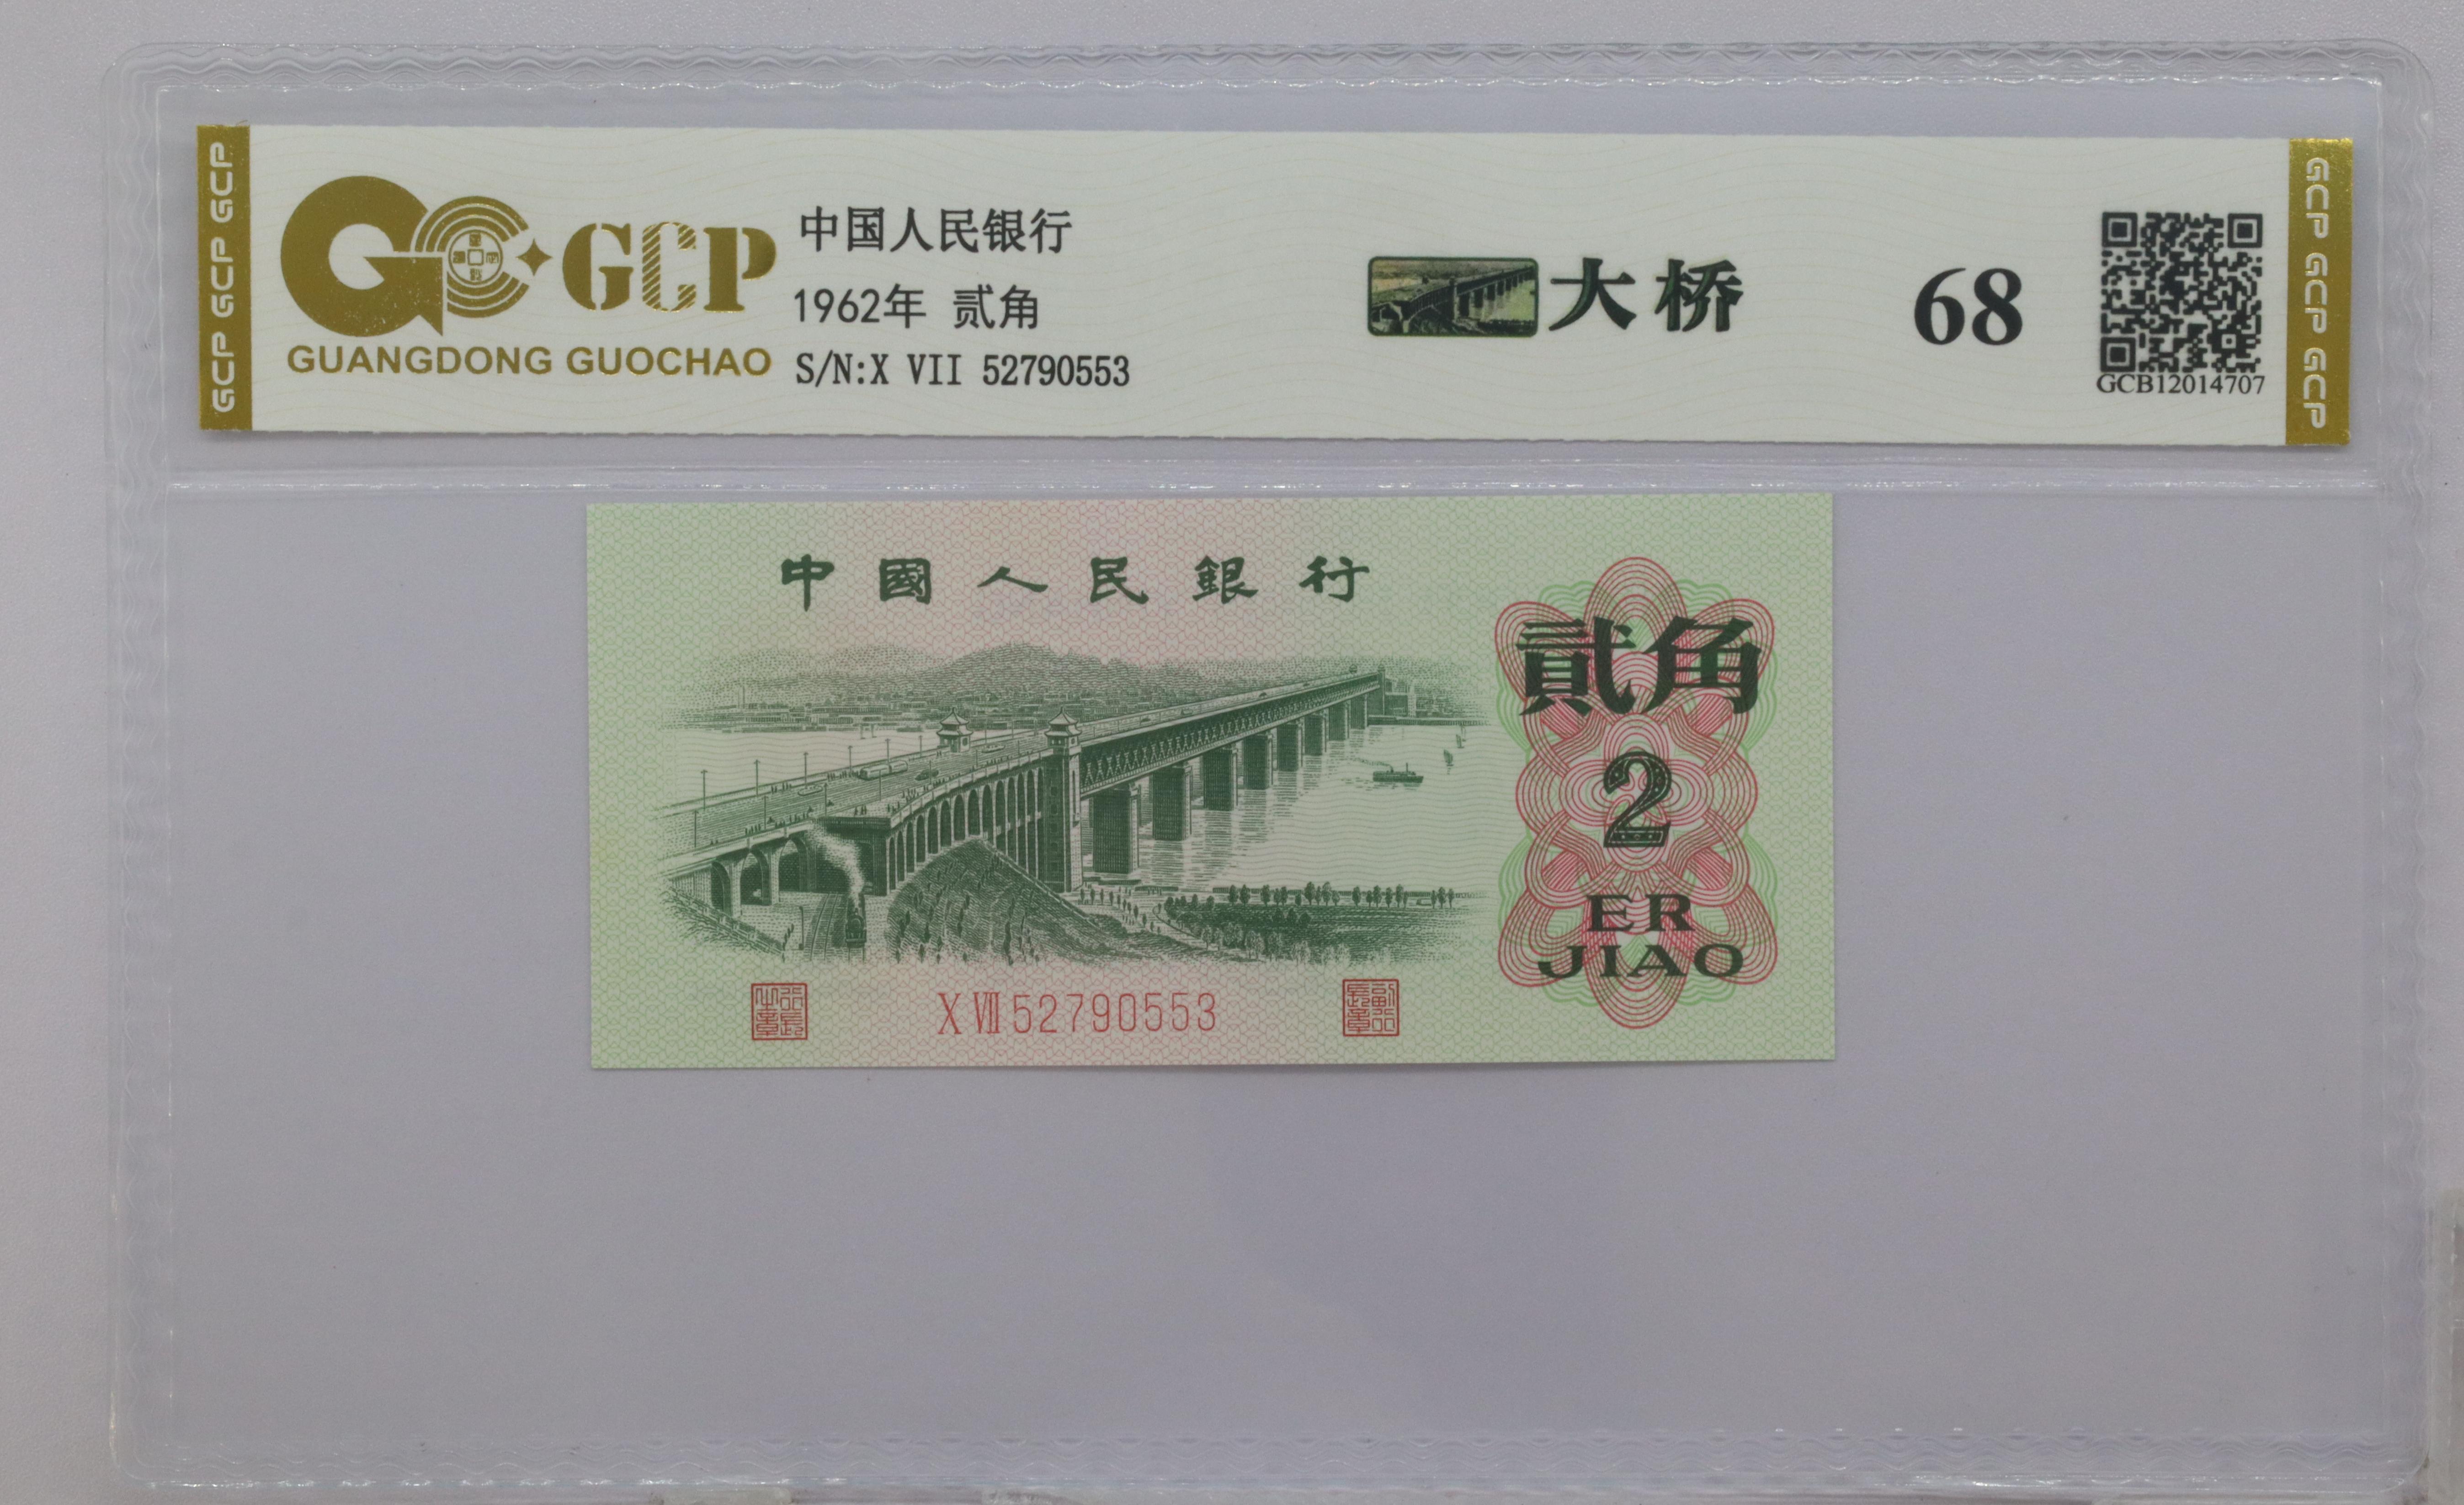 GCP GCP GCP
GCP
GUANGDONG GUOCHAO
中国人民银行
1962年 贰角
S/N:X VII 52790553
大桥
68
GCB12014707
GCP GCP GCP
中國人民銀行
貳角
2
ER
JIAO
X VII 52790553